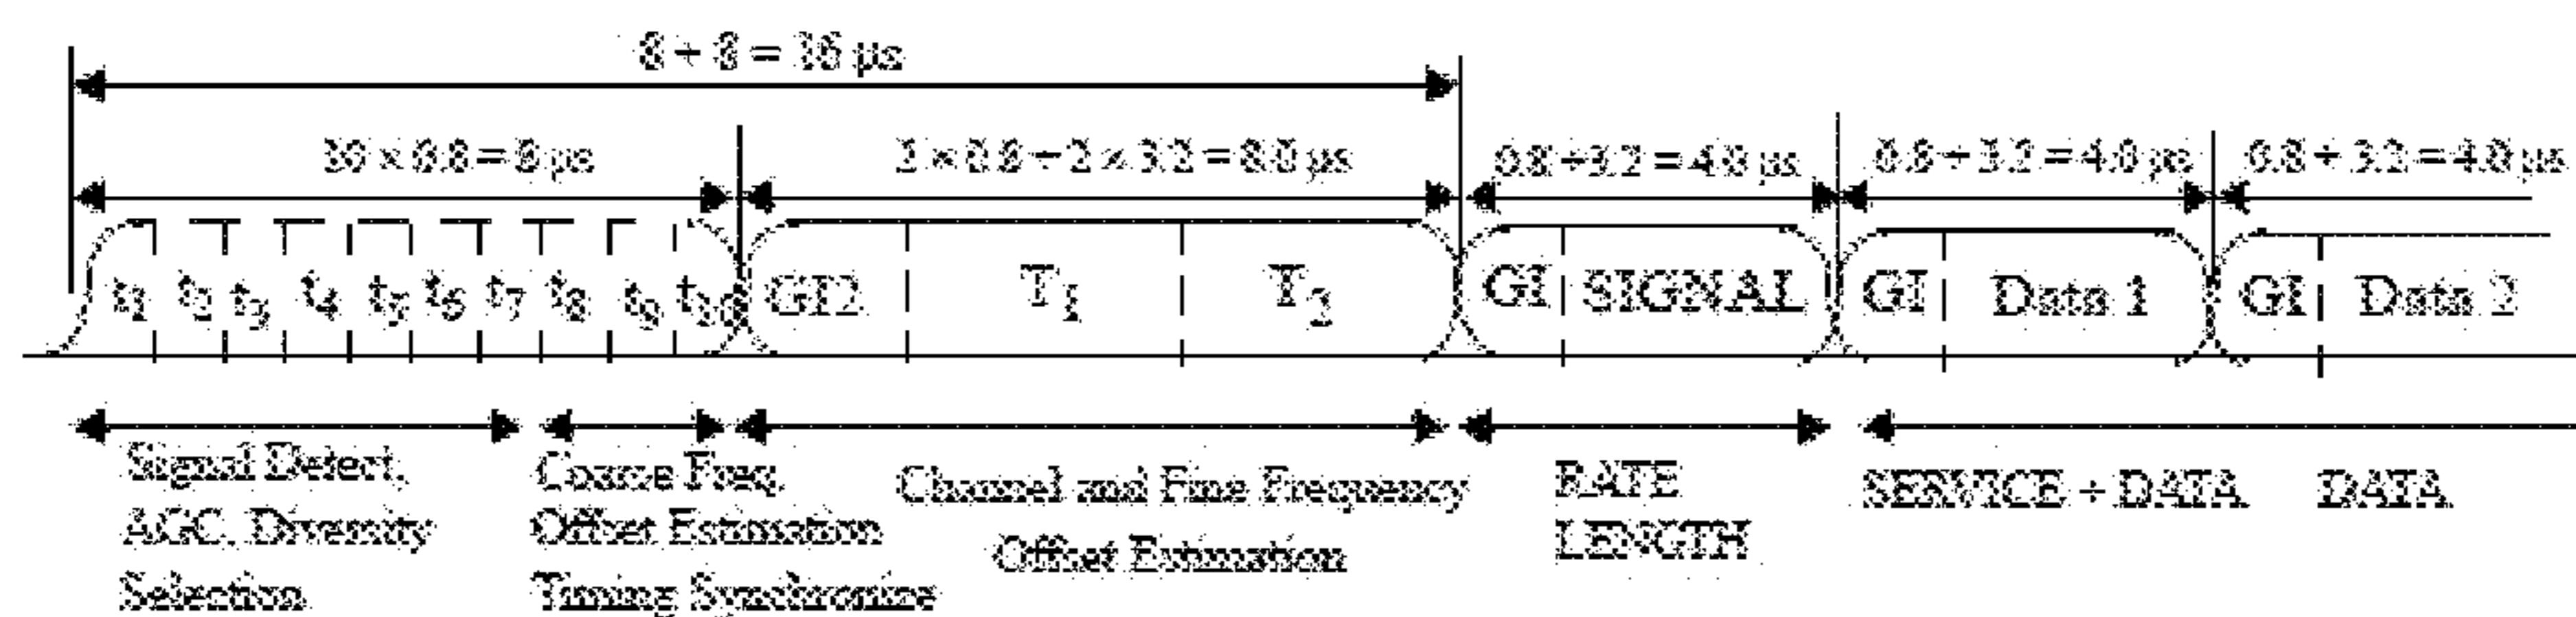 8 + 8 = 16 μs
10 × 0.8 = 8 μs
2 × 0.8 + 2 × 3.2 = 8.0 μs
0.8 + 3.2 = 4.0 μs
0.8 + 3.2 = 4.0 μs
0.8 + 3.2 = 4.0 μs
t1 t2 t3 t4 t5 t6 t7 t8 t9 t10 GI2 T1 T2 GI SIGNAL GI Data 1 GI Data 2
Signal Detect,
AGC, Diversity
Selection
Coarse Freq.
Offset Estimation
Timing Synchronize
Channel and Fine Frequency
Offset Estimation
RATE
LENGTH
SERVICE + DATA
DATA